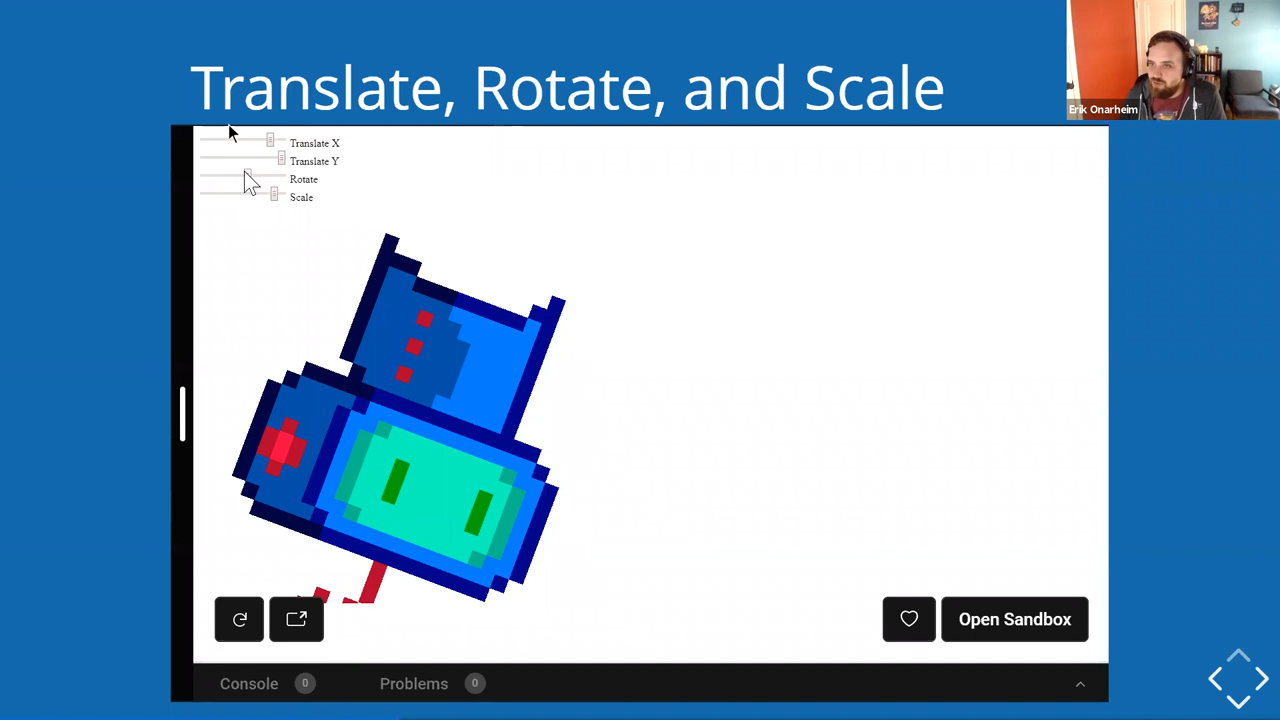 Translate, Rotate, and Scale
Erik Onarheim
Translate X
Translate Y
Rotate
Scale
Open Sandbox
Console 0
Problems 0